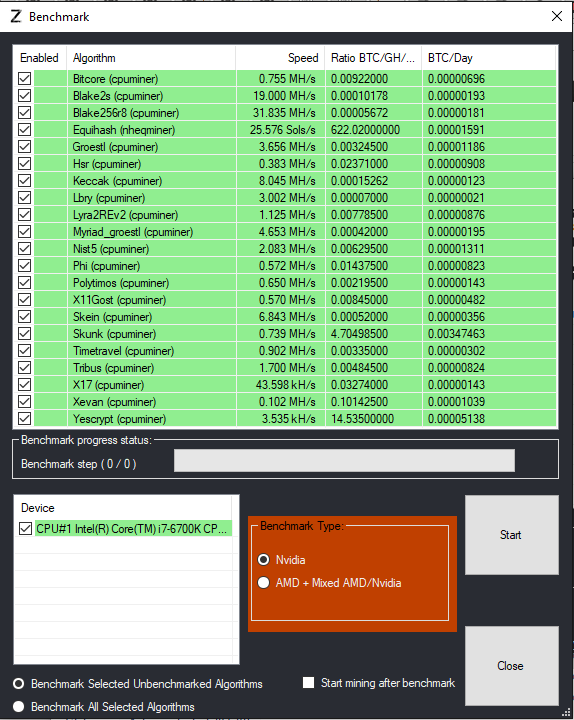 Z Benchmark
Enabled Algorithm Speed Ratio BTC/GH/... BTC/Day
Bitcore (cpuminer) 0.755 MH/s 0.00922000 0.00000696
Blake2s (cpuminer) 19.000 MH/s 0.00010178 0.00000193
Blake256r8 (cpuminer) 31.835 MH/s 0.00005672 0.00000181
Equihash (nheqminer) 25.576 Sols/s 622.02000000 0.00001591
Groestl (cpuminer) 3.656 MH/s 0.00324500 0.00001186
Hsr (cpuminer) 0.383 MH/s 0.02371000 0.00000908
Keccak (cpuminer) 8.045 MH/s 0.00015262 0.00000123
Lbry (cpuminer) 3.002 MH/s 0.00007000 0.00000021
Lyra2REv2 (cpuminer) 1.125 MH/s 0.00778500 0.00000876
Myriad_groestl (cpuminer) 4.653 MH/s 0.00042000 0.00000195
Nist5 (cpuminer) 2.083 MH/s 0.00629500 0.00001311
Phi (cpuminer) 0.572 MH/s 0.01437500 0.00000823
Polytimos (cpuminer) 0.650 MH/s 0.00219500 0.00000143
X11Gost (cpuminer) 0.570 MH/s 0.00845000 0.00000482
Skein (cpuminer) 6.843 MH/s 0.00052000 0.00000356
Skunk (cpuminer) 0.739 MH/s 4.70498500 0.00347463
Timetravel (cpuminer) 0.902 MH/s 0.00335000 0.00000302
Tribus (cpuminer) 1.700 MH/s 0.00484500 0.00000824
X17 (cpuminer) 43.598 kH/s 0.03274000 0.00000143
Xevan (cpuminer) 0.102 MH/s 0.10142500 0.00001039
Yescrypt (cpuminer) 3.535 kH/s 14.53500000 0.00005138
Benchmark progress status:
Benchmark step ( 0 / 0 )
Device
CPU#1 Intel(R) Core(TM) i7-6700K CP...
Benchmark Type:
Nvidia
AMD + Mixed AMD/Nvidia
Start
Close
Benchmark Selected Unbenchmarked Algorithms
Start mining after benchmark
Benchmark All Selected Algorithms